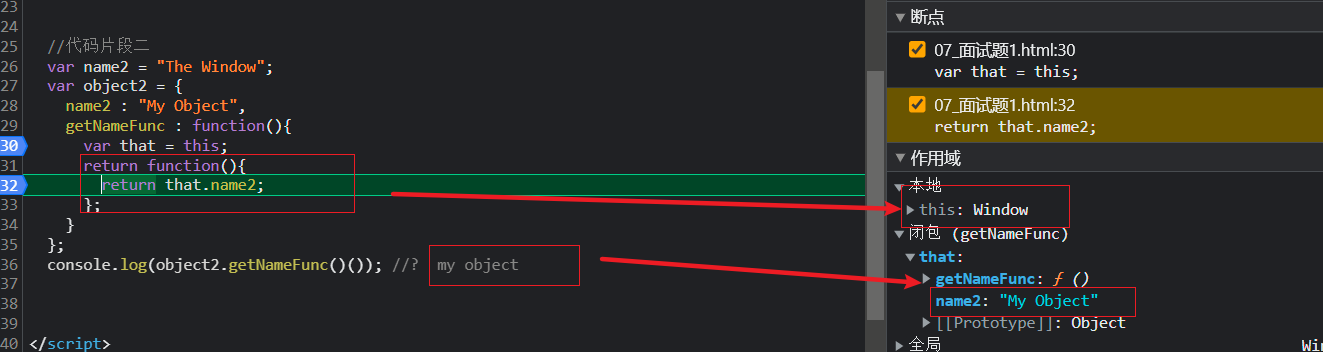 23
24
25 //代码片段二
26 var name2 = "The Window";
27 var object2 = {
28 name2 : "My Object",
29 getNameFunc : function(){
30 var that = this;
31 return function(){
32 return that.name2;
33 };
34 }
35 };
36 console.log(object2.getNameFunc()()); //? my object
37
38
39
40 </script>
断点
07_面试题1.html:30
var that = this;
07_面试题1.html:32
return that.name2;
作用域
本地
this: Window
闭包 (getNameFunc)
that:
getNameFunc: ƒ ()
name2: "My Object"
[[Prototype]]: Object
全局 Wi